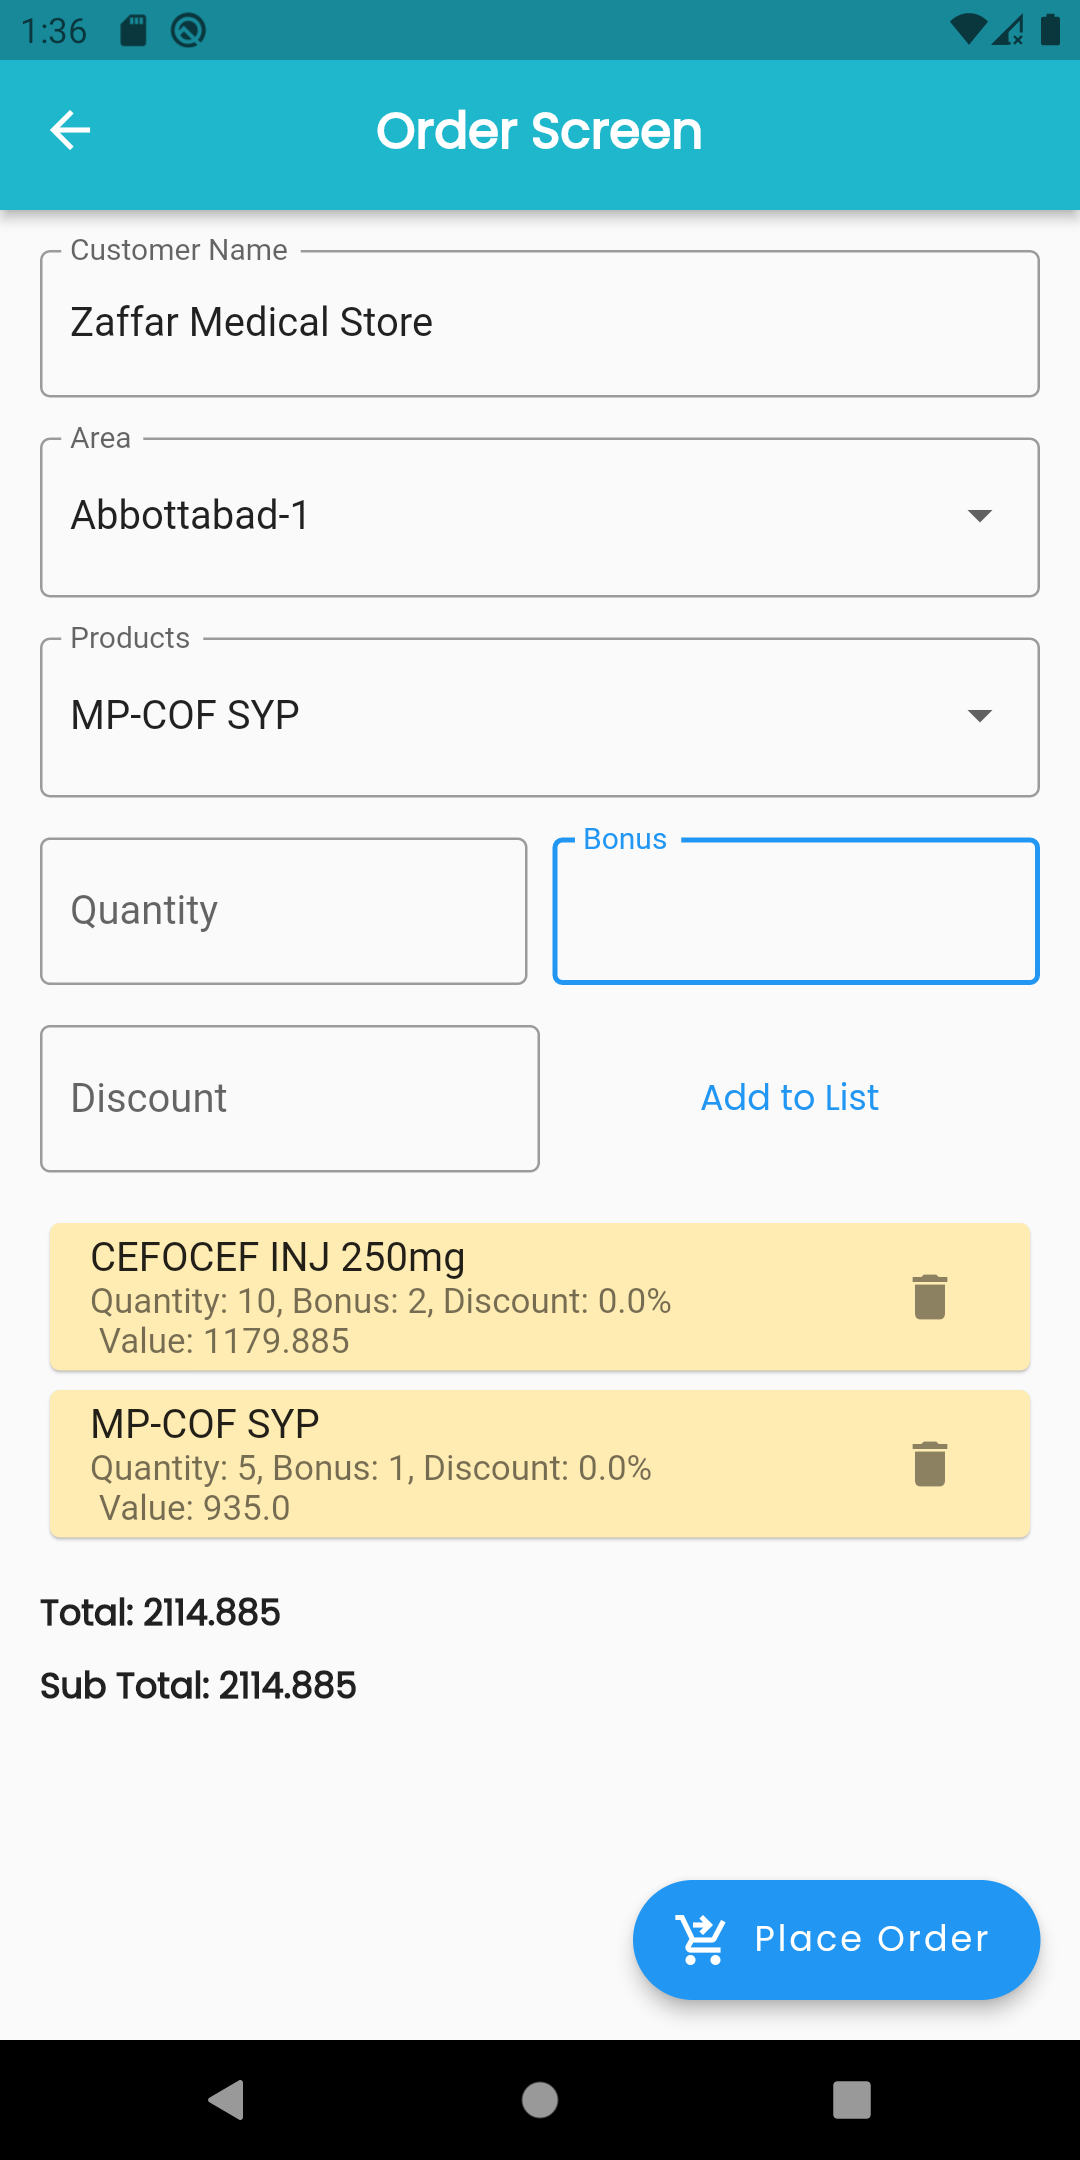 1:36
Order Screen
Customer Name
Zaffar Medical Store
Area
Abbottabad-1
Products
MP-COF SYP
Quantity
Bonus
Discount
Add to List
CEFOCEF INJ 250mg
Quantity: 10, Bonus: 2, Discount: 0.0%
Value: 1179.885
MP-COF SYP
Quantity: 5, Bonus: 1, Discount: 0.0%
Value: 935.0
Total: 2114.885
Sub Total: 2114.885
Place Order